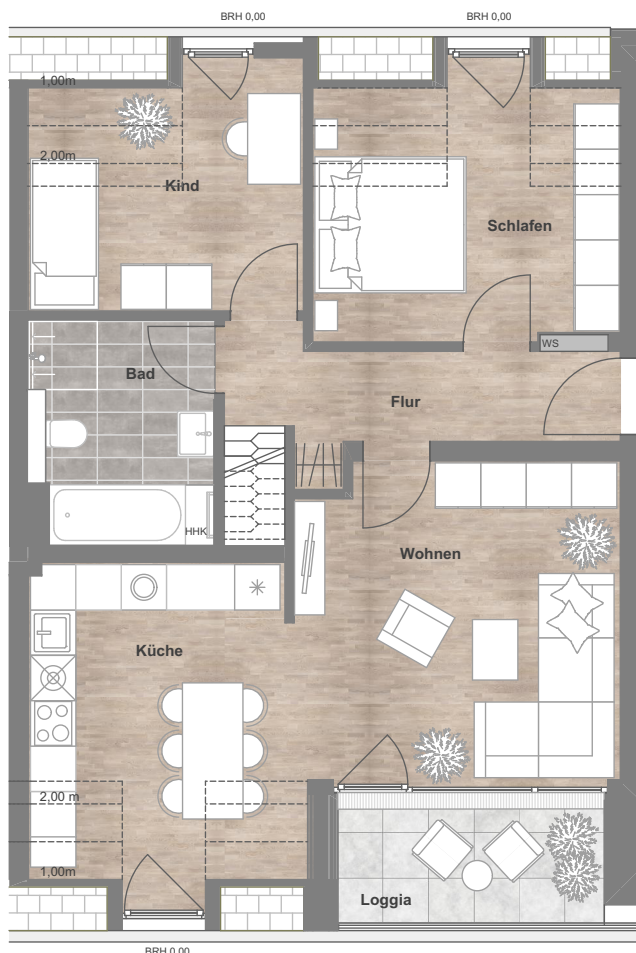 BRH 0,00
BRH 0,00
1,00m
2,00m
Kind
Schlafen
WS
Bad
Flur
HHK
Wohnen
Küche
2,00 m
1,00m
Loggia
BRH 0,00